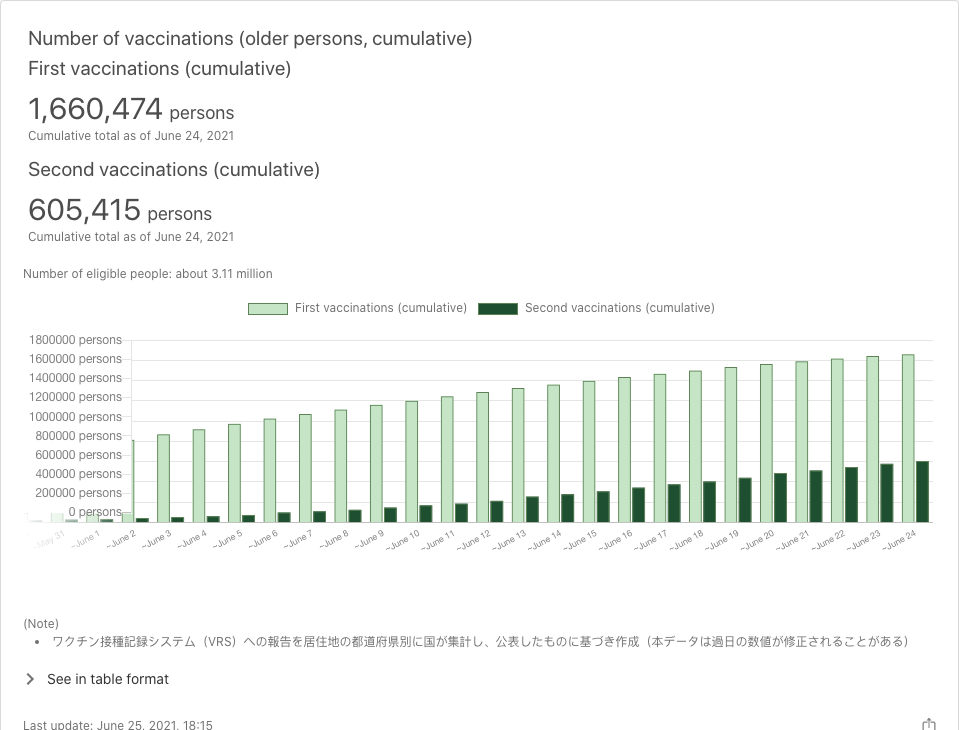 Number of vaccinations (older persons, cumulative)
First vaccinations (cumulative)
1,660,474 persons
Cumulative total as of June 24, 2021
Second vaccinations (cumulative)
605,415 persons
Cumulative total as of June 24, 2021
Number of eligible people: about 3.11 million
First vaccinations (cumulative) Second vaccinations (cumulative)
1800000 persons
1600000 persons
1400000 persons
1200000 persons
1000000 persons
800000 persons
600000 persons
400000 persons
200000 persons
0 persons
~May 31 ~June 1 ~June 2 ~June 3 ~June 4 ~June 5 ~June 6 ~June 7 ~June 8 ~June 9 ~June 10 ~June 11 ~June 12 ~June 13 ~June 14 ~June 15 ~June 16 ~June 17 ~June 18 ~June 19 ~June 20 ~June 21 ~June 22 ~June 23 ~June 24
(Note)
• ワクチン接種記録システム（VRS）への報告を居住地の都道府県別に国が集計し、公表したものに基づき作成（本データは過日の数値が修正されることがある）
See in table format
Last update: June 25, 2021, 18:15